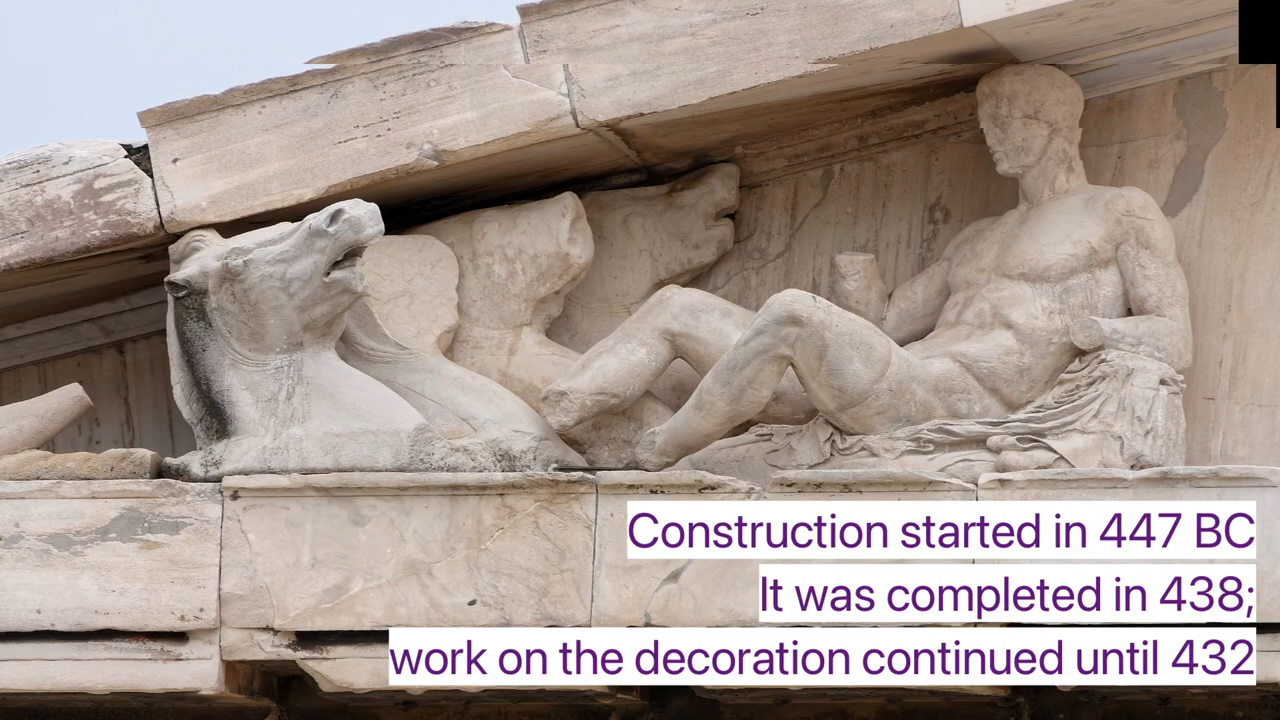 Construction started in 447 BC
It was completed in 438;
work on the decoration continued until 432